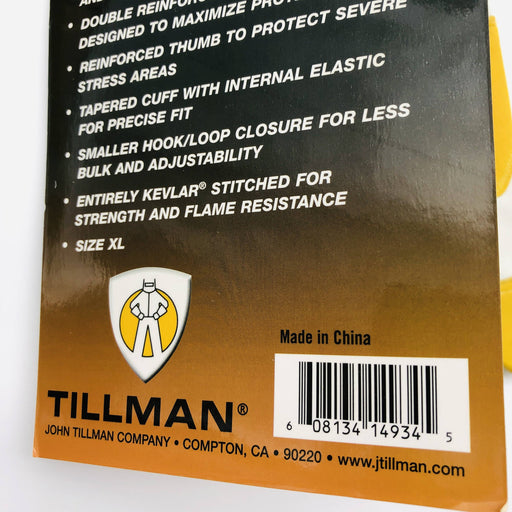 • DOUBLE REINFORC
DESIGNED TO MAXIMIZE PROT
• REINFORCED THUMB TO PROTECT SEVERE
STRESS AREAS
• TAPERED CUFF WITH INTERNAL ELASTIC
FOR PRECISE FIT
• SMALLER HOOK/LOOP CLOSURE FOR LESS
BULK AND ADJUSTABILITY
• ENTIRELY KEVLAR® STITCHED FOR
STRENGTH AND FLAME RESISTANCE
• SIZE XL
Made in China
6 08134 14934 5
TILLMAN®
JOHN TILLMAN COMPANY • COMPTON, CA • 90220 • www.jtillman.com